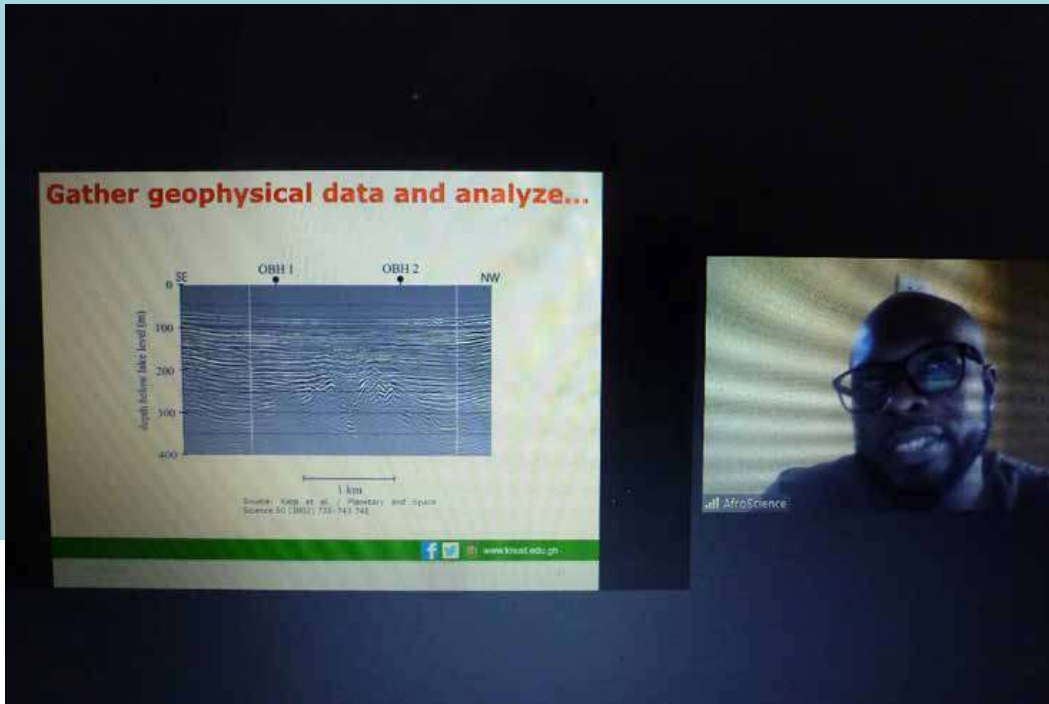 Gather geophysical data and analyze...
SE
OBH 1
OBH 2
NW
0
100
200
300
400
depth below lake level (m)
1 km
Source: Karp et al. / Planetary and Space
Science 50 (2002) 735-743
www.knust.edu.gh
AfroScience